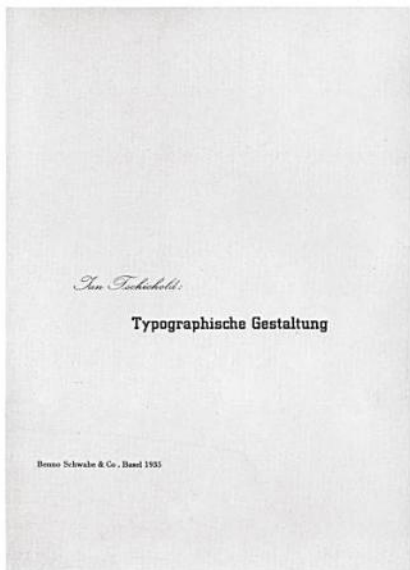 Jan Tschichold:
Typographische Gestaltung
Benno Schwabe & Co., Basel 1935